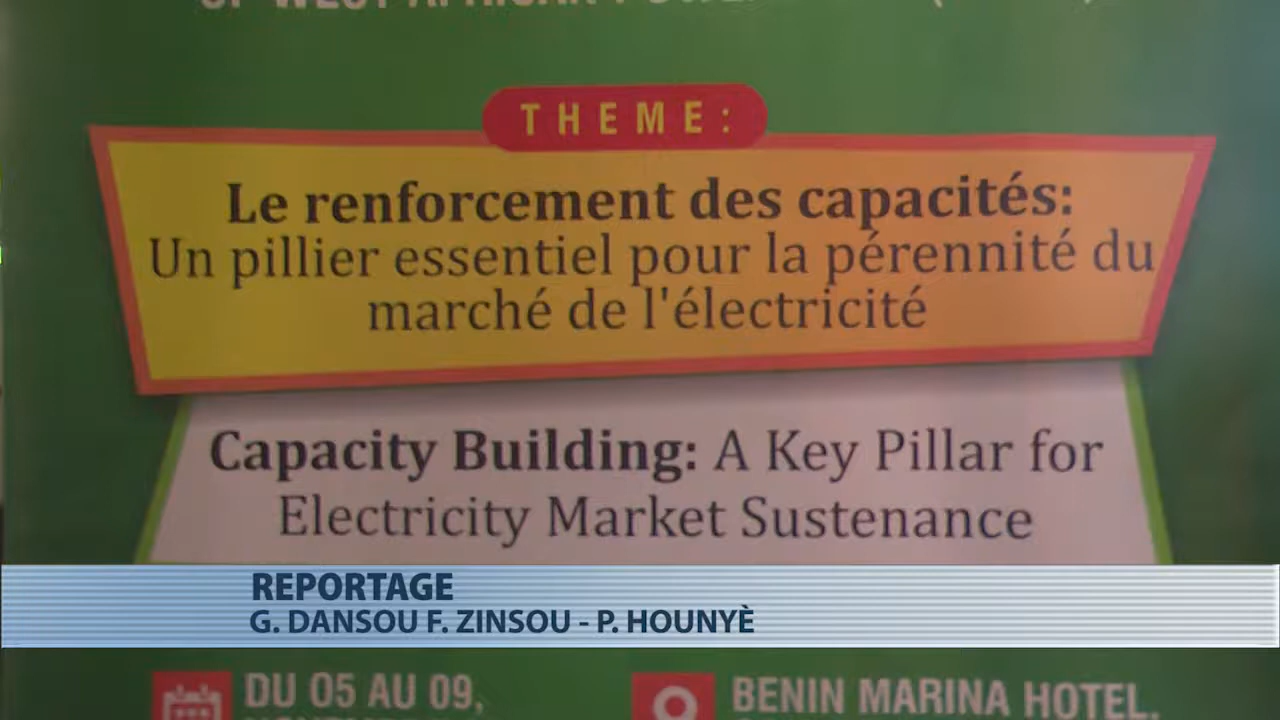 THEME:
Le renforcement des capacités:
Un pillier essentiel pour la pérennité du
marché de l'électricité
Capacity Building: A Key Pillar for
Electricity Market Sustenance
REPORTAGE
G. DANSOU F. ZINSOU - P. HOUNYÈ
DU 05 AU 09,
BENIN MARINA HOTEL,